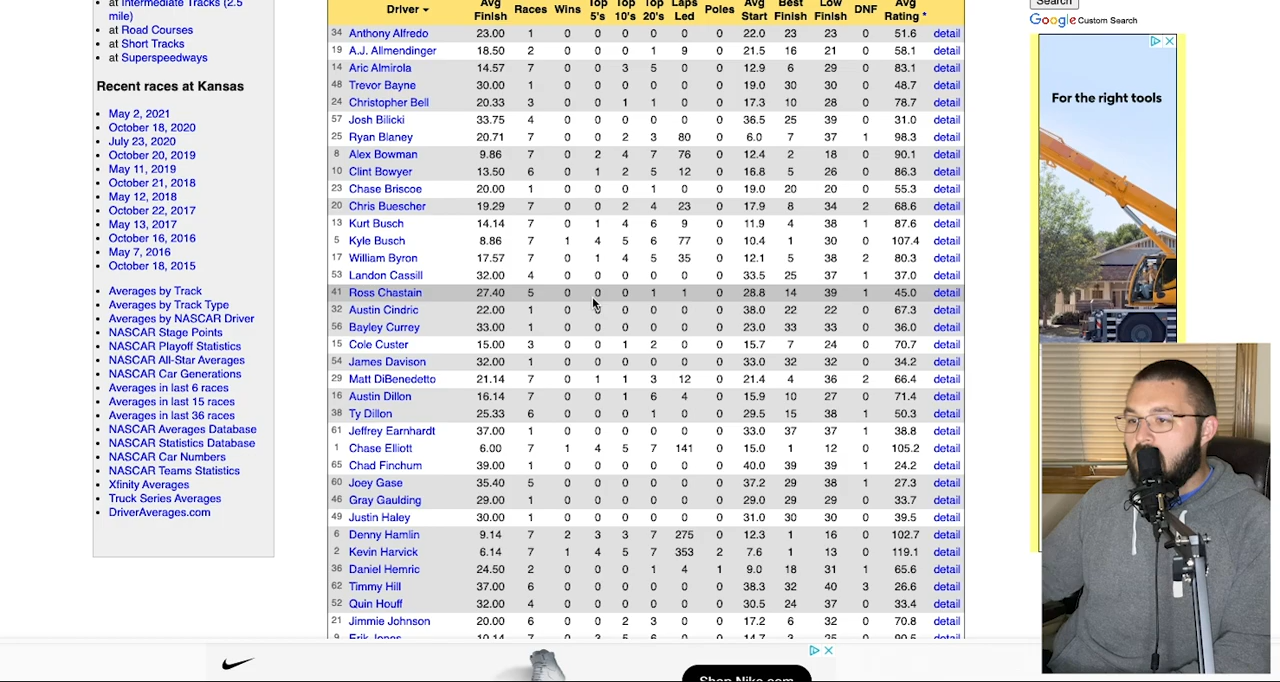 at Intermediate Tracks (2.5
mile)
at Road Courses
at Short Tracks
at Superspeedways
Recent races at Kansas
May 2, 2021
October 18, 2020
July 23, 2020
October 20, 2019
May 11, 2019
October 21, 2018
May 12, 2018
October 22, 2017
May 13, 2017
October 16, 2016
May 7, 2016
October 18, 2015
Averages by Track
Averages by Track Type
Averages by NASCAR Driver
NASCAR Stage Points
NASCAR Playoff Statistics
NASCAR All-Star Averages
NASCAR Car Generations
Averages in last 6 races
Averages in last 15 races
Averages in last 36 races
NASCAR Averages Database
NASCAR Statistics Database
NASCAR Car Numbers
NASCAR Teams Statistics
Xfinity Averages
Truck Series Averages
DriverAverages.com
Driver Avg Finish Races Wins Top 5's Top 10's Top 20's Laps Led Poles Avg Start Best Finish Low Finish DNF Avg Rating *
34 Anthony Alfredo 23.00 1 0 0 0 0 0 0 22.0 23 23 0 51.6 detail
19 A.J. Allmendinger 18.50 2 0 0 0 1 9 0 21.5 16 21 0 58.1 detail
14 Aric Almirola 14.57 7 0 0 3 5 0 0 12.9 6 29 0 83.1 detail
48 Trevor Bayne 30.00 1 0 0 0 0 0 0 19.0 30 30 0 48.7 detail
24 Christopher Bell 20.33 3 0 0 1 1 0 0 17.3 10 28 0 78.7 detail
57 Josh Bilicki 33.75 4 0 0 0 0 0 0 36.5 25 39 0 31.0 detail
25 Ryan Blaney 20.71 7 0 0 2 3 80 0 6.0 7 37 1 98.3 detail
8 Alex Bowman 9.86 7 0 2 4 7 76 0 12.4 2 18 0 90.1 detail
10 Clint Bowyer 13.50 6 0 1 2 5 12 0 16.8 5 26 0 86.3 detail
23 Chase Briscoe 20.00 1 0 0 0 1 0 0 19.0 20 20 0 55.3 detail
20 Chris Buescher 19.29 7 0 0 2 4 23 0 17.9 8 34 2 68.6 detail
13 Kurt Busch 14.14 7 0 1 4 6 9 0 11.9 4 38 1 87.6 detail
5 Kyle Busch 8.86 7 1 4 5 6 77 0 10.4 1 30 0 107.4 detail
17 William Byron 17.57 7 0 1 4 5 35 0 12.1 5 38 2 80.3 detail
53 Landon Cassill 32.00 4 0 0 0 0 0 0 33.5 25 37 1 37.0 detail
41 Ross Chastain 27.40 5 0 0 0 1 1 0 28.8 14 39 1 45.0 detail
32 Austin Cindric 22.00 1 0 0 0 0 0 0 38.0 22 22 0 67.3 detail
56 Bayley Currey 33.00 1 0 0 0 0 0 0 23.0 33 33 0 36.0 detail
15 Cole Custer 15.00 3 0 0 1 2 0 0 15.7 7 24 0 70.7 detail
54 James Davison 32.00 1 0 0 0 0 0 0 33.0 32 32 0 34.2 detail
29 Matt DiBenedetto 21.14 7 0 1 1 3 12 0 21.4 4 36 2 66.4 detail
16 Austin Dillon 16.14 7 0 0 1 6 4 0 15.9 10 27 0 71.4 detail
38 Ty Dillon 25.33 6 0 0 0 1 0 0 29.5 15 38 1 50.3 detail
61 Jeffrey Earnhardt 37.00 1 0 0 0 0 0 0 33.0 37 37 1 38.8 detail
1 Chase Elliott 6.00 7 1 4 5 7 141 0 15.0 1 12 0 105.2 detail
65 Chad Finchum 39.00 1 0 0 0 0 0 0 40.0 39 39 1 24.2 detail
60 Joey Gase 35.40 5 0 0 0 0 0 0 37.2 29 38 1 27.3 detail
46 Gray Gaulding 29.00 1 0 0 0 0 0 0 29.0 29 29 0 33.7 detail
49 Justin Haley 30.00 1 0 0 0 0 0 0 31.0 30 30 0 39.5 detail
6 Denny Hamlin 9.14 7 2 3 3 7 275 0 12.3 1 16 0 102.7 detail
2 Kevin Harvick 6.14 7 1 4 5 7 353 2 7.6 1 13 0 119.1 detail
36 Daniel Hemric 24.50 2 0 0 0 1 4 1 9.0 18 31 1 65.6 detail
62 Timmy Hill 37.00 6 0 0 0 0 0 0 38.3 32 40 3 26.6 detail
52 Quin Houff 32.00 4 0 0 0 0 0 0 30.5 24 37 0 33.4 detail
21 Jimmie Johnson 20.00 6 0 0 2 3 0 0 17.2 6 32 0 70.8 detail
9 Erik Jones 10.14 7 0 3 5 6 0 0 14.7 3 25 0 90.5 detail
Search
Google Custom Search
For the right tools
Shop Nike.com